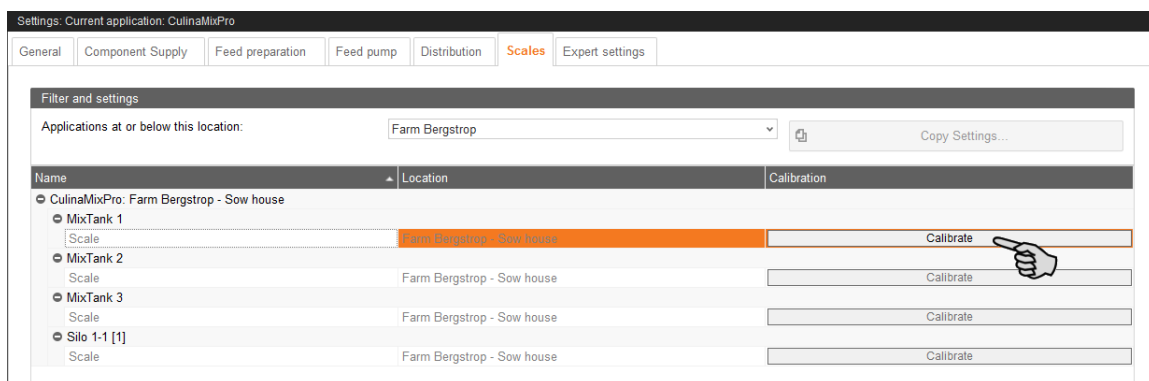 Settings: Current application: CulinaMixPro
General Component Supply Feed preparation Feed pump Distribution Scales Expert settings
Filter and settings
Applications at or below this location: Farm Bergstrop Copy Settings...
Name Location Calibration
CulinaMixPro: Farm Bergstrop - Sow house
MixTank 1
Scale Farm Bergstrop - Sow house Calibrate
MixTank 2
Scale Farm Bergstrop - Sow house Calibrate
MixTank 3
Scale Farm Bergstrop - Sow house Calibrate
Silo 1-1 [1]
Scale Farm Bergstrop - Sow house Calibrate